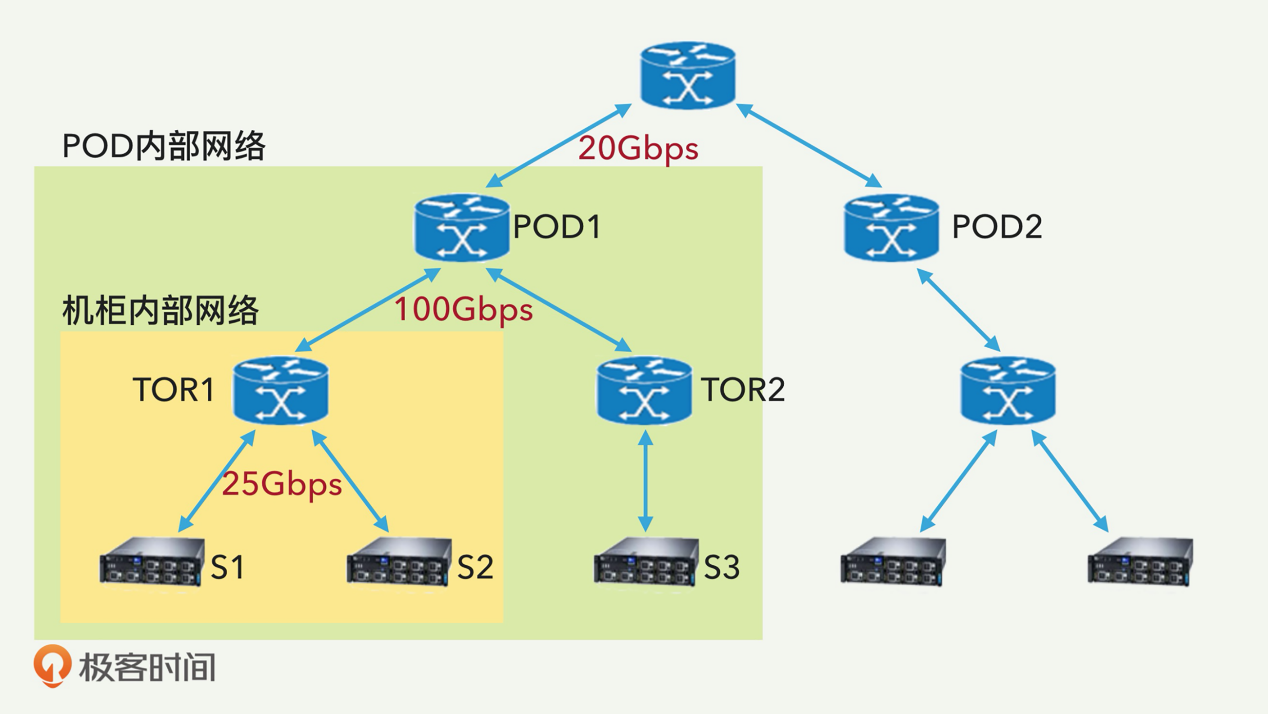 20Gbps
POD内部网络
POD1
POD2
机柜内部网络
100Gbps
TOR1
TOR2
25Gbps
S1
S2
S3
极客时间